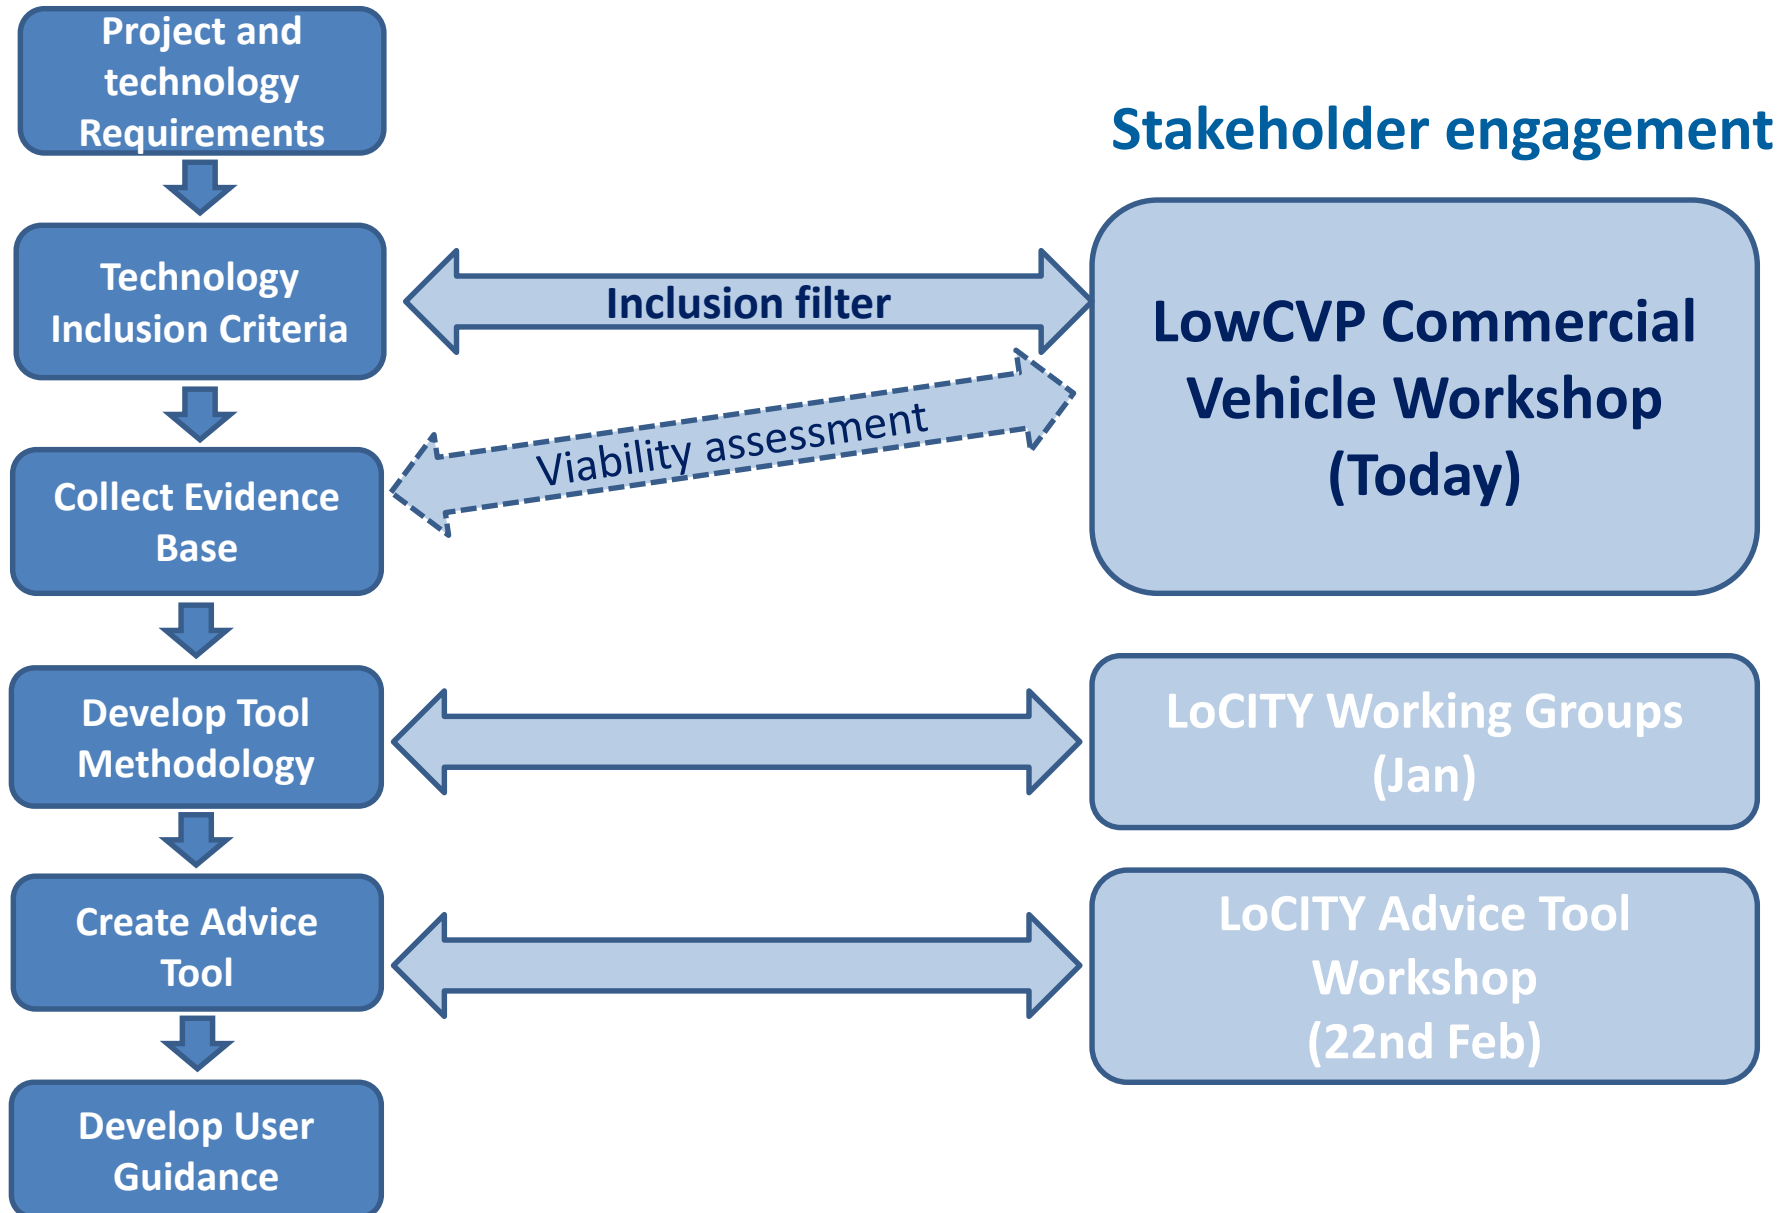 Project and
technology
Requirements
Stakeholder engagement
Technology
Inclusion Criteria
Inclusion filter
LowCVP Commercial
Vehicle Workshop
(Today)
Viability assessment
Collect Evidence
Base
Develop Tool
Methodology
LoCITY Working Groups
(Jan)
Create Advice
Tool
LoCITY Advice Tool
Workshop
(22nd Feb)
Develop User
Guidance